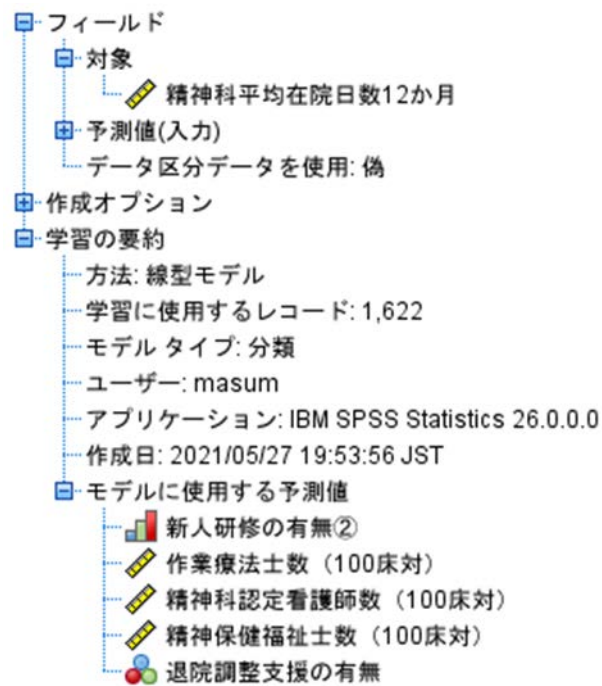 フィールド
対象
精神科平均在院日数12か月
予測値(入力)
データ区分データを使用: 偽
作成オプション
学習の要約
方法: 線型モデル
学習に使用するレコード: 1,622
モデル タイプ: 分類
ユーザー: masum
アプリケーション: IBM SPSS Statistics 26.0.0.0
作成日: 2021/05/27 19:53:56 JST
モデルに使用する予測値
新人研修の有無②
作業療法士数（100床対）
精神科認定看護師数（100床対）
精神保健福祉士数（100床対）
退院調整支援の有無